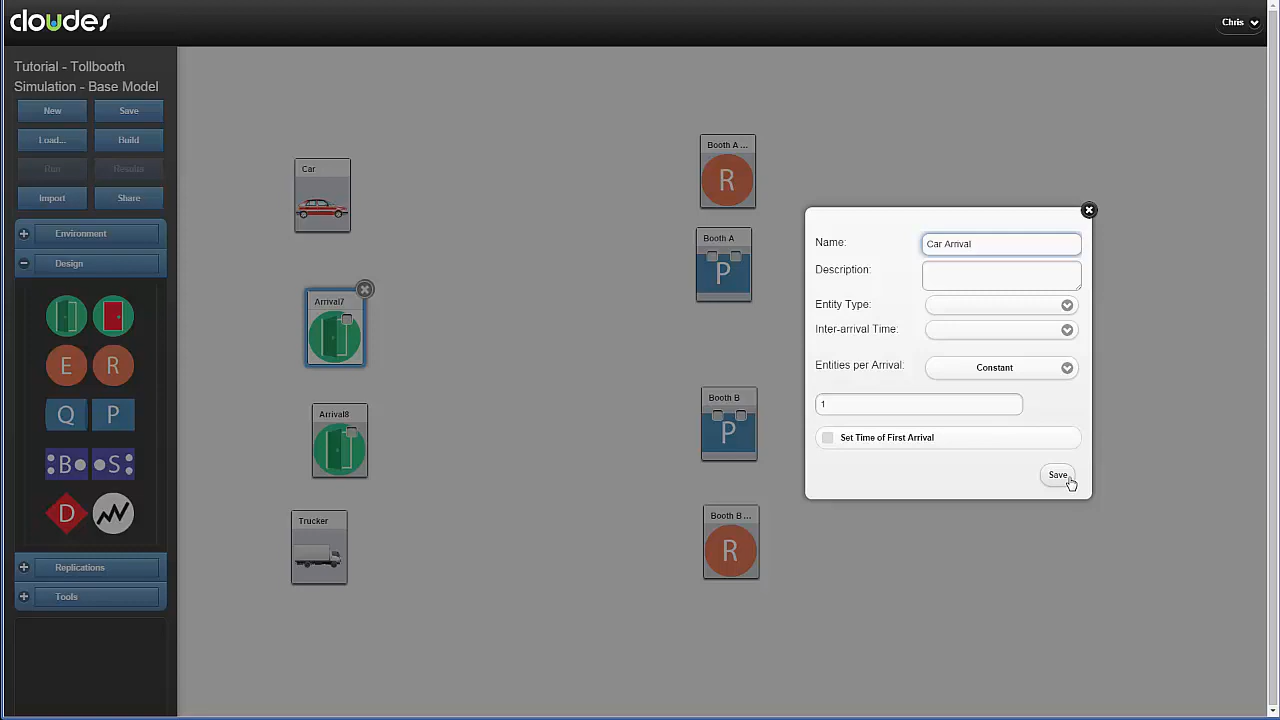 cloudes
Chris
Tutorial - Tollbooth
Simulation - Base Model
New
Save
Load...
Build
Run
Results
Import
Share
Environment
Design
E
R
Q
P
B
S
D
Replications
Tools
Car
Arrival7
Arrival8
Trucker
Booth A ...
R
Booth A
P
Booth B
P
Booth B ...
R
Name:
Car Arrival
Description:
Entity Type:
Inter-arrival Time:
Entities per Arrival:
Constant
1
Set Time of First Arrival
Save